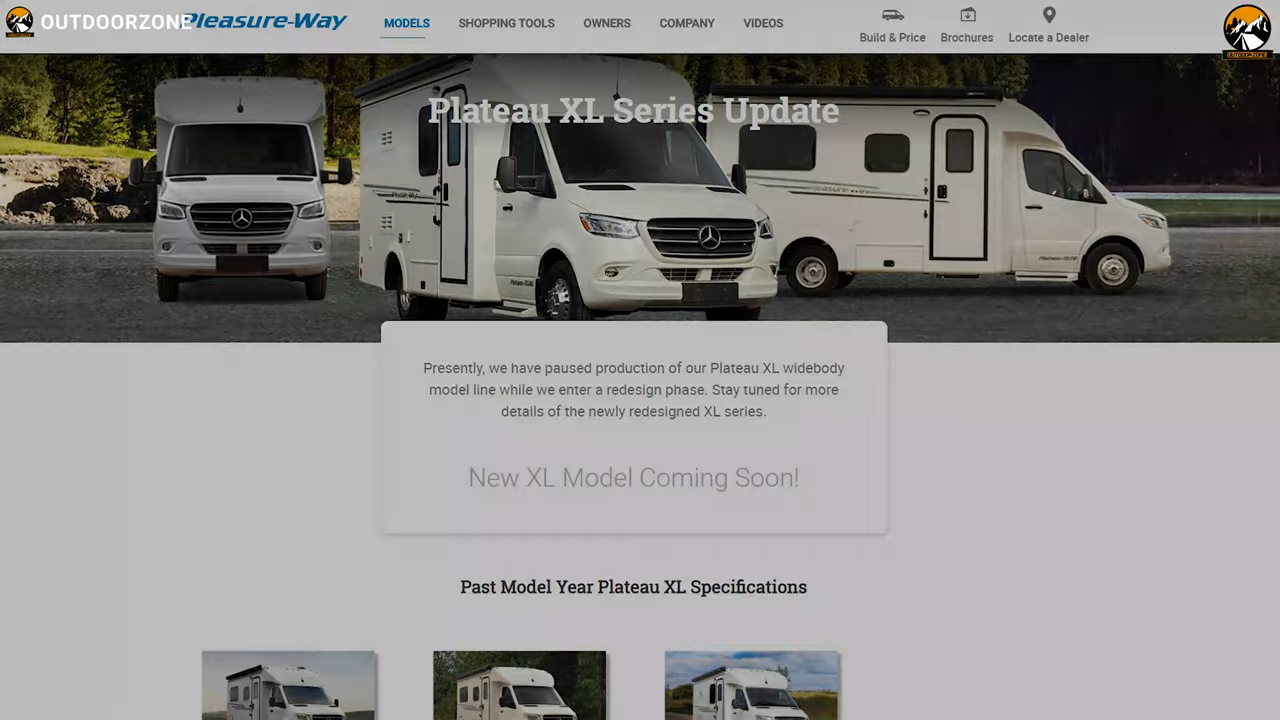 OUTDOORZONE
Pleasure-Way
MODELS
SHOPPING TOOLS
OWNERS
COMPANY
VIDEOS
Build & Price
Brochures
Locate a Dealer
OUTDOORZONE
Plateau XL Series Update
Presently, we have paused production of our Plateau XL widebody
model line while we enter a redesign phase. Stay tuned for more
details of the newly redesigned XL series.
New XL Model Coming Soon!
Past Model Year Plateau XL Specifications